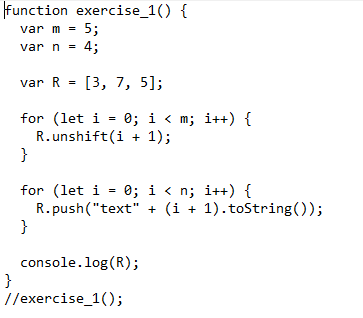 function exercise_1() {
  var m = 5;
  var n = 4;

  var R = [3, 7, 5];

  for (let i = 0; i < m; i++) {
    R.unshift(i + 1);
  }

  for (let i = 0; i < n; i++) {
    R.push("text" + (i + 1).toString());
  }

  console.log(R);
}
//exercise_1();